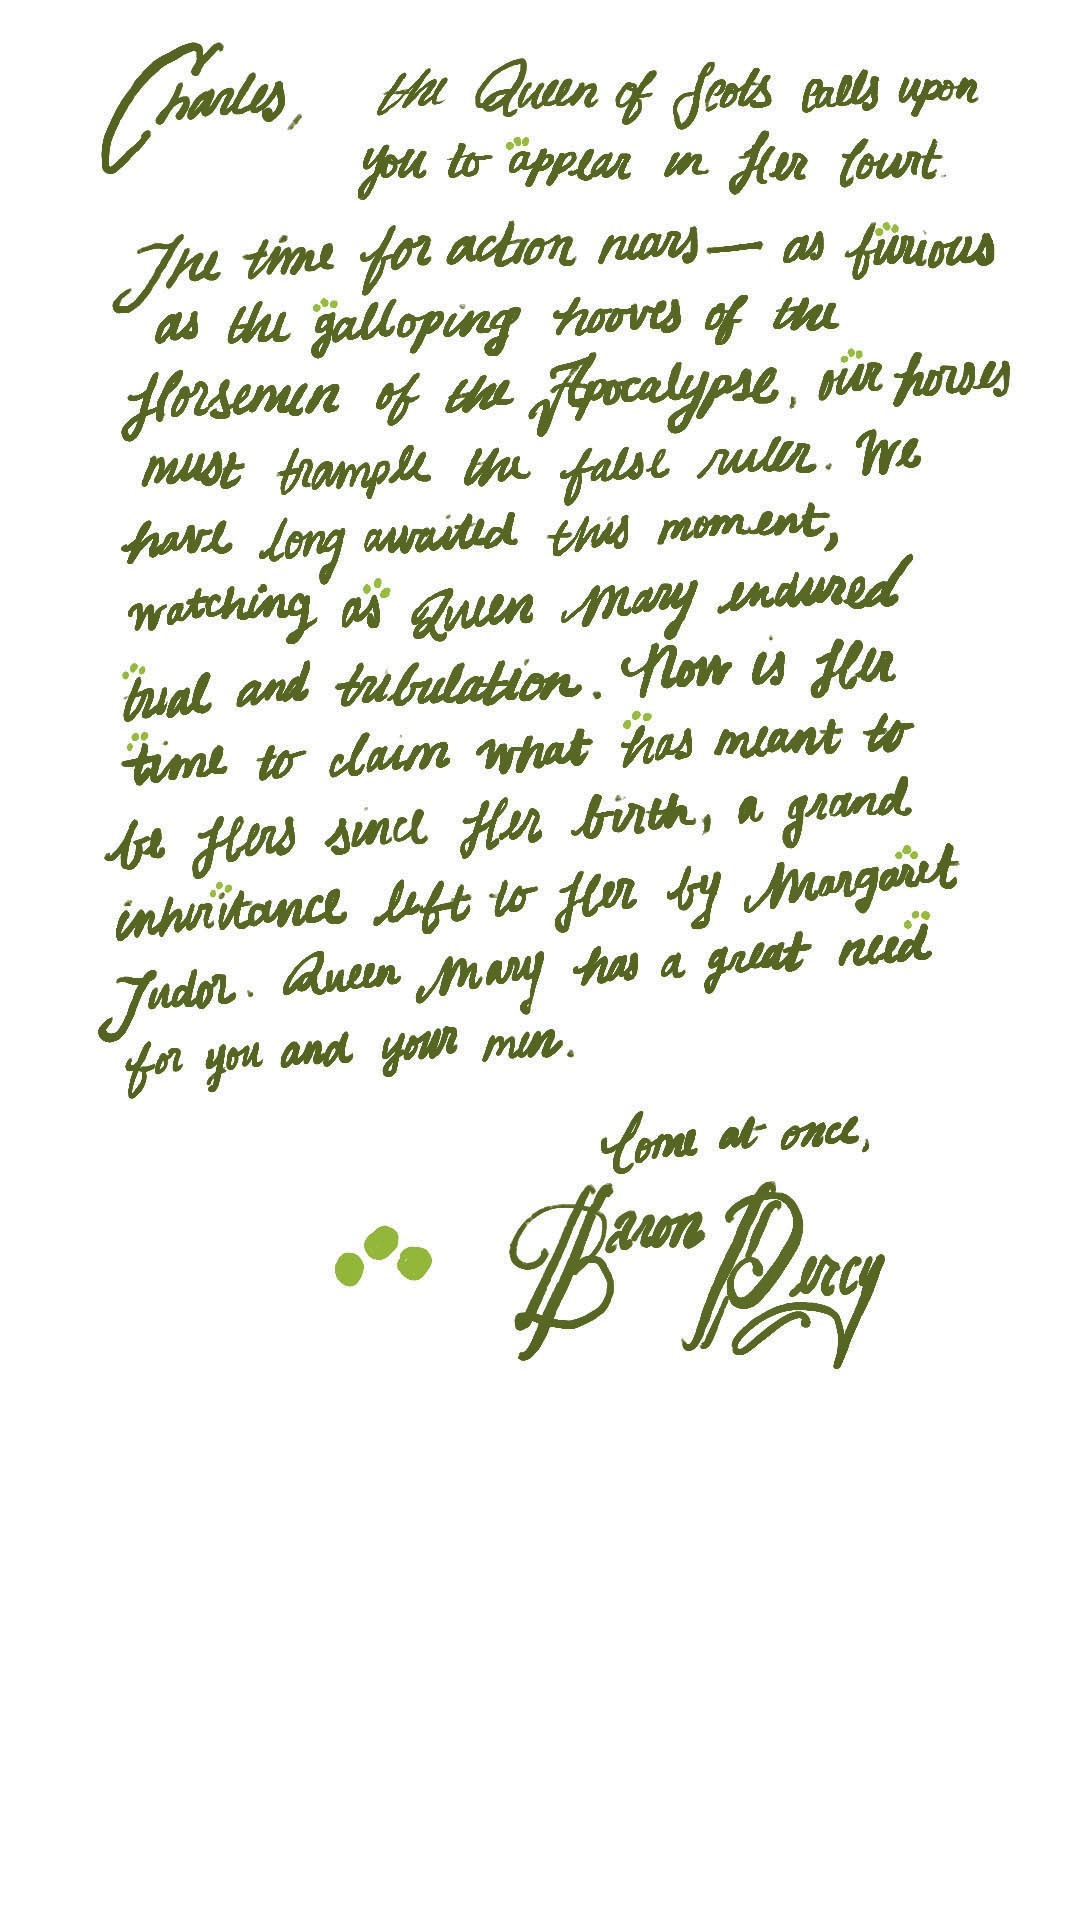 Charles, the Queen of Scots calls upon
you to appear in Her Court.
The time for action nears — as furious
as the galloping hooves of the
Horsemen of the Apocalypse, our horses
must trample the false ruler. We
have long awaited this moment,
watching as Queen Mary endured
trial and tribulation. Now is Her
time to claim what has meant to
be Hers since Her birth, a grand
inheritance left to Her by Margaret
Tudor. Queen Mary has a great need
for you and your men.
Come at once,
Baron Percy